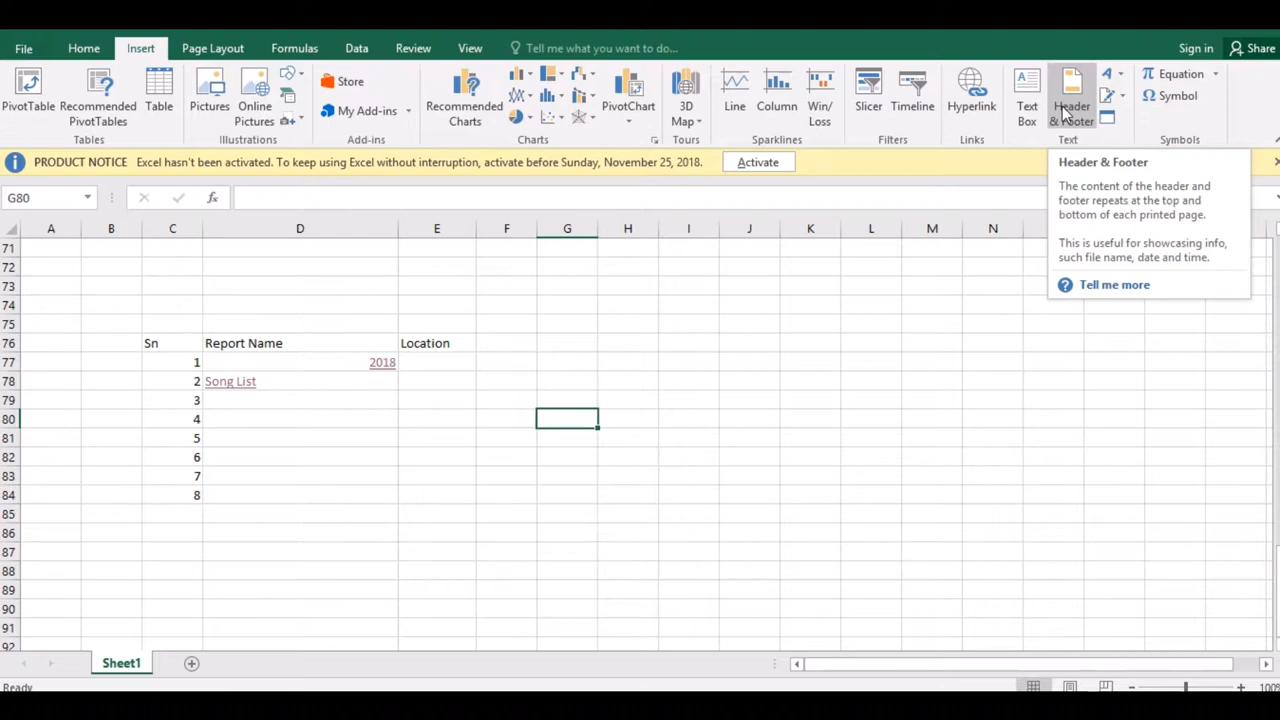 File Home Insert Page Layout Formulas Data Review View Tell me what you want to do... Sign in Share
PivotTable Recommended PivotTables Table Pictures Online Pictures Store My Add-ins Recommended Charts PivotChart 3D Map Line Column Win/Loss Slicer Timeline Hyperlink Text Box Header & Footer Equation Symbol
Tables Illustrations Add-ins Charts Tours Sparklines Filters Links Text Symbols
PRODUCT NOTICE Excel hasn't been activated. To keep using Excel without interruption, activate before Sunday, November 25, 2018. Activate
Header & Footer
The content of the header and
footer repeats at the top and
bottom of each printed page.
This is useful for showcasing info,
such file name, date and time.
Tell me more
G80 fx
A B C D E F G H I J K L M N
71
72
73
74
75
76 Sn Report Name Location
77 1 2018
78 2 Song List
79 3
80 4
81 5
82 6
83 7
84 8
85
86
87
88
89
90
91
92
Sheet1
Ready 100%